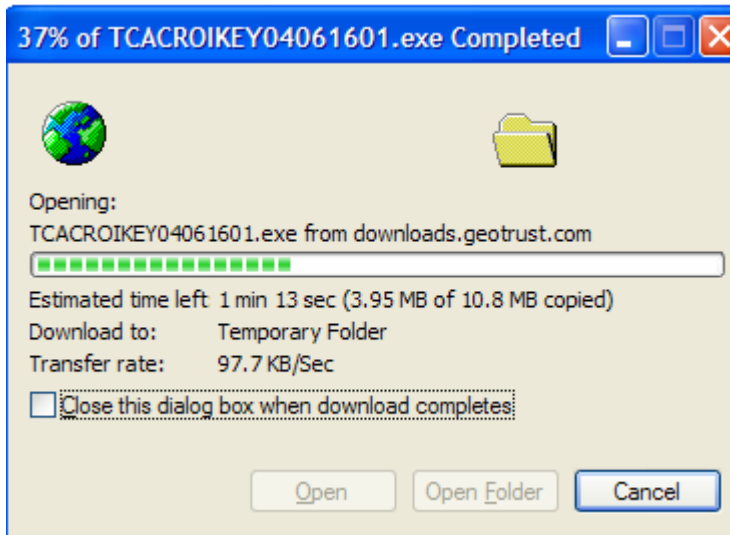 37% of TCACROIKEY04061601.exe Completed
Opening:
TCACROIKEY04061601.exe from downloads.geotrust.com
Estimated time left 1 min 13 sec (3.95 MB of 10.8 MB copied)
Download to: Temporary Folder
Transfer rate: 97.7 KB/Sec
Close this dialog box when download completes
Open Open Folder Cancel